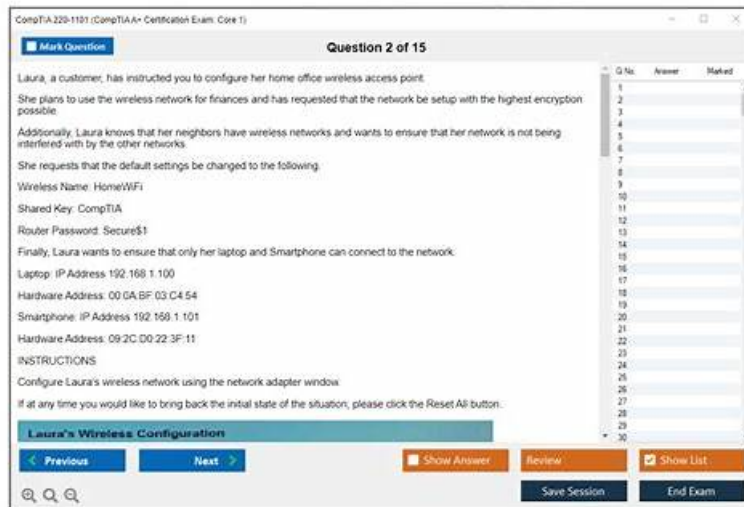 CompTIA 220-1101 (CompTIA A+ Certification Exam: Core 1)
Mark Question
Question 2 of 15
Laura, a customer, has instructed you to configure her home office wireless access point.
She plans to use the wireless network for finances and has requested that the network be setup with the highest encryption
possible.
Additionally, Laura knows that her neighbors have wireless networks and wants to ensure that her network is not being
interfered with by the other networks.
She requests that the default settings be changed to the following.
Wireless Name: HomeWiFi
Shared Key: CompTIA
Router Password: Secure$1
Finally, Laura wants to ensure that only her laptop and Smartphone can connect to the network.
Laptop: IP Address 192.168.1.100
Hardware Address: 00:0A:BF:03:C4:54
Smartphone: IP Address 192.168.1.101
Hardware Address: 09:2C:D0:22:3F:11
INSTRUCTIONS
Configure Laura's wireless network using the network adapter window.
If at any time you would like to bring back the initial state of the situation, please click the Reset All button.
Laura's Wireless Configuration
Q No. Answer Marked
1
2
3
4
5
6
7
8
9
10
11
12
13
14
15
16
17
18
19
20
21
22
23
24
25
26
27
28
29
30
Previous
Next
Show Answer
Review
Show List
Save Session
End Exam